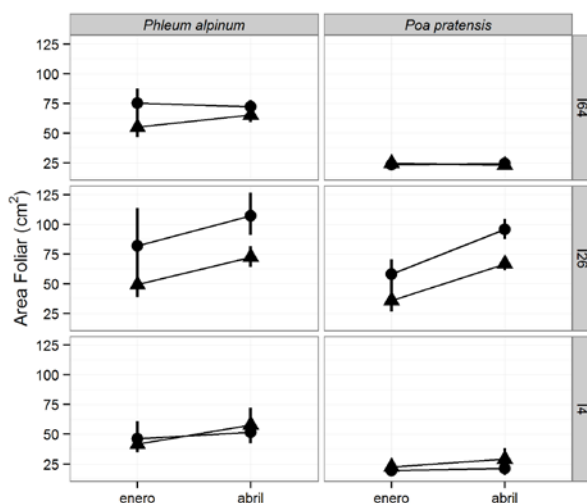 Phleum alpinum
Poa pratensis
Area Foliar (cm²)
125
100
75
50
25
I64
125
100
75
50
25
I26
125
100
75
50
25
I4
enero
abril
enero
abril